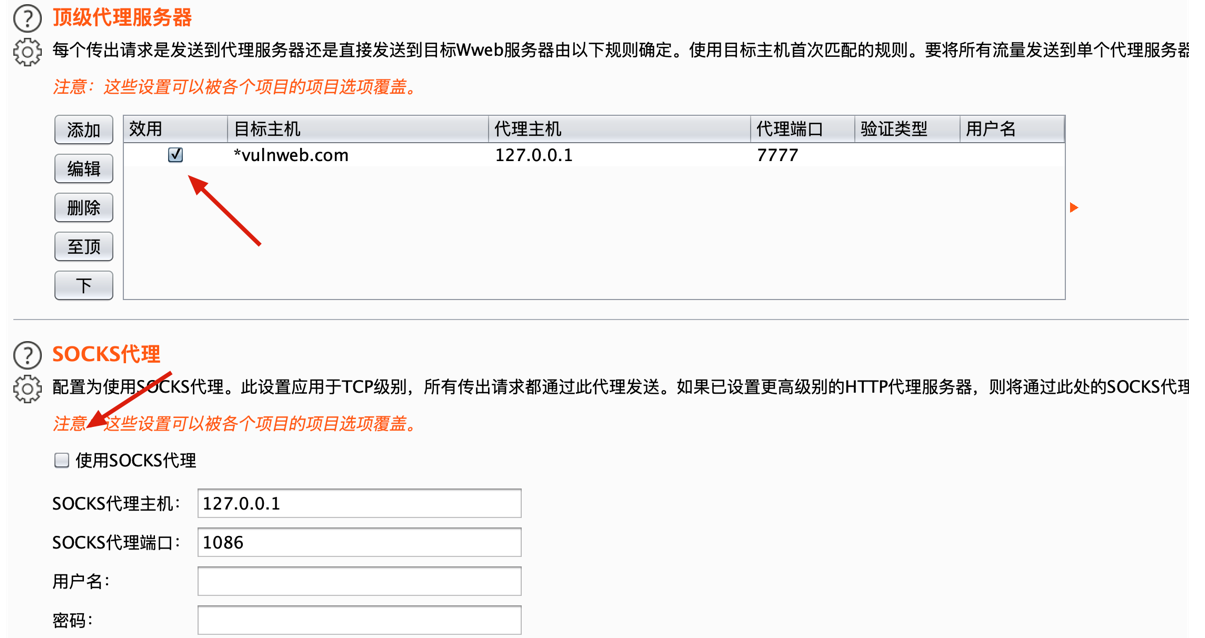 顶级代理服务器
每个传出请求是发送到代理服务器还是直接发送到目标Wweb服务器由以下规则确定。使用目标主机首次匹配的规则。要将所有流量发送到单个代理服务器
注意：这些设置可以被各个项目的项目选项覆盖。
添加
效用 目标主机 代理主机 代理端口 验证类型 用户名
*vulnweb.com 127.0.0.1 7777
编辑
删除
至顶
下
SOCKS代理
配置为使用SOCKS代理。此设置应用于TCP级别，所有传出请求都通过此代理发送。如果已设置更高级别的HTTP代理服务器，则将通过此处的SOCKS代理
注意：这些设置可以被各个项目的项目选项覆盖。
使用SOCKS代理
SOCKS代理主机： 127.0.0.1
SOCKS代理端口： 1086
用户名：
密码：